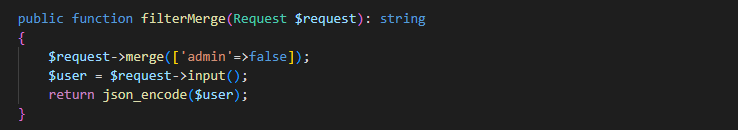 public function filterMerge(Request $request): string
{
    $request->merge(['admin'=>false]);
    $user = $request->input();
    return json_encode($user);
}